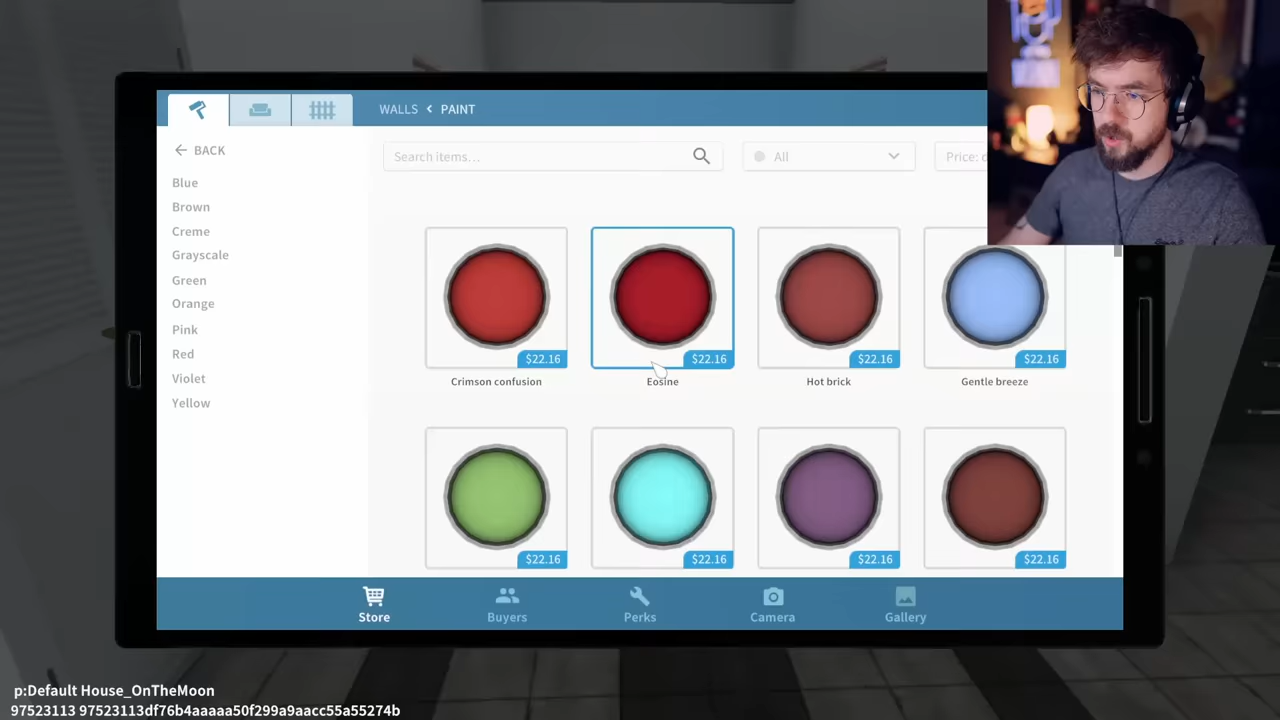 WALLS < PAINT
BACK
Search items...
All
Price: d
Blue
Brown
Creme
Grayscale
Green
Orange
Pink
Red
Violet
Yellow
$22.16 $22.16 $22.16 $22.16
Crimson confusion Eosine Hot brick Gentle breeze
$22.16 $22.16 $22.16 $22.16
Store Buyers Perks Camera Gallery
p:Default House_OnTheMoon
97523113 97523113df76b4aaaaa50f299a9aacc55a55274b